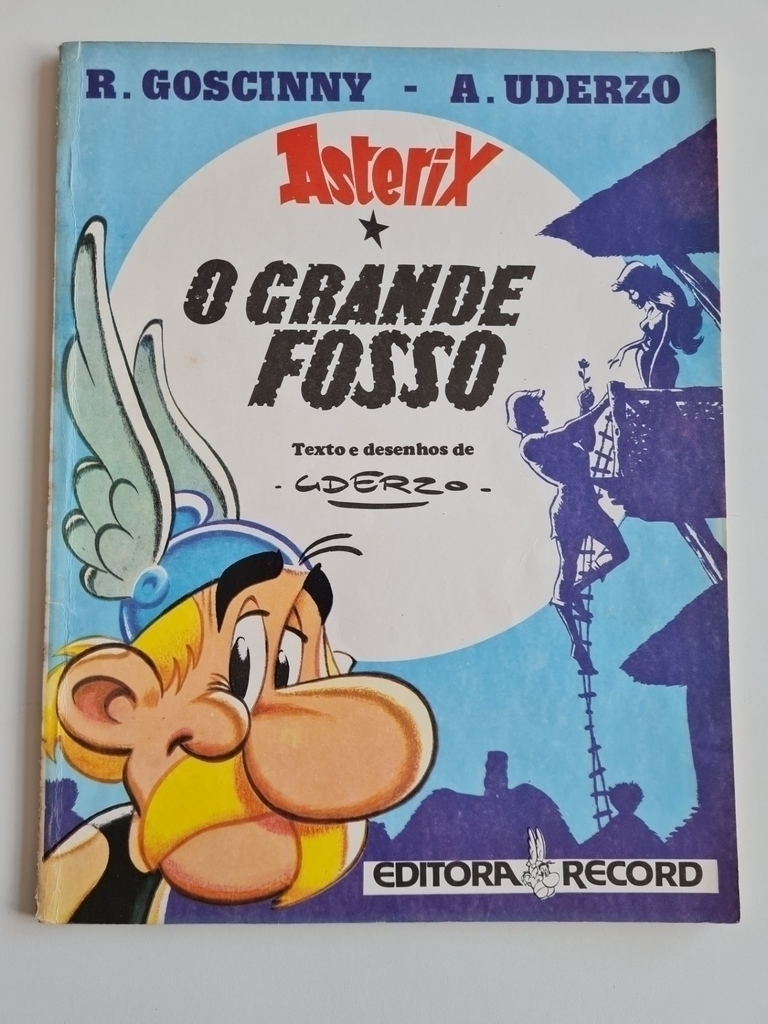 R. GOSCINNY - A. UDERZO
Asterix
O GRANDE
FOSSO
Texto e desenhos de
- UDERZO -
EDITORA RECORD